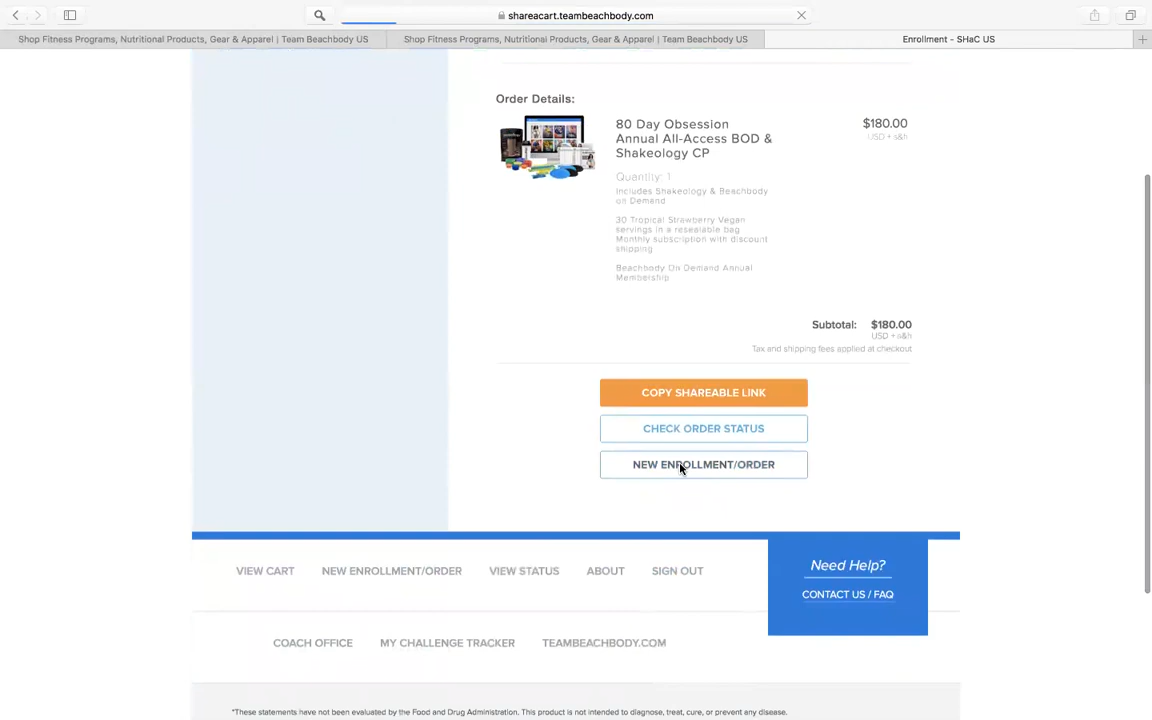 shareacart.teambeachbody.com
Shop Fitness Programs, Nutritional Products, Gear & Apparel | Team Beachbody US
Shop Fitness Programs, Nutritional Products, Gear & Apparel | Team Beachbody US
Enrollment - SHaC US
Order Details:
80 Day Obsession
Annual All-Access BOD &
Shakeology CP
$180.00
USD + s&h
Quantity: 1
Includes Shakeology & Beachbody
on Demand
30 Tropical Strawberry Vegan
servings in a resealable bag
Monthly subscription with discount
shipping
Beachbody On Demand Annual
Membership
Subtotal: $180.00
USD + s&h
Tax and shipping fees applied at checkout
COPY SHAREABLE LINK
CHECK ORDER STATUS
NEW ENROLLMENT/ORDER
VIEW CART NEW ENROLLMENT/ORDER VIEW STATUS ABOUT SIGN OUT
Need Help?
CONTACT US / FAQ
COACH OFFICE MY CHALLENGE TRACKER TEAMBEACHBODY.COM
*These statements have not been evaluated by the Food and Drug Administration. This product is not intended to diagnose, treat, cure, or prevent any disease.